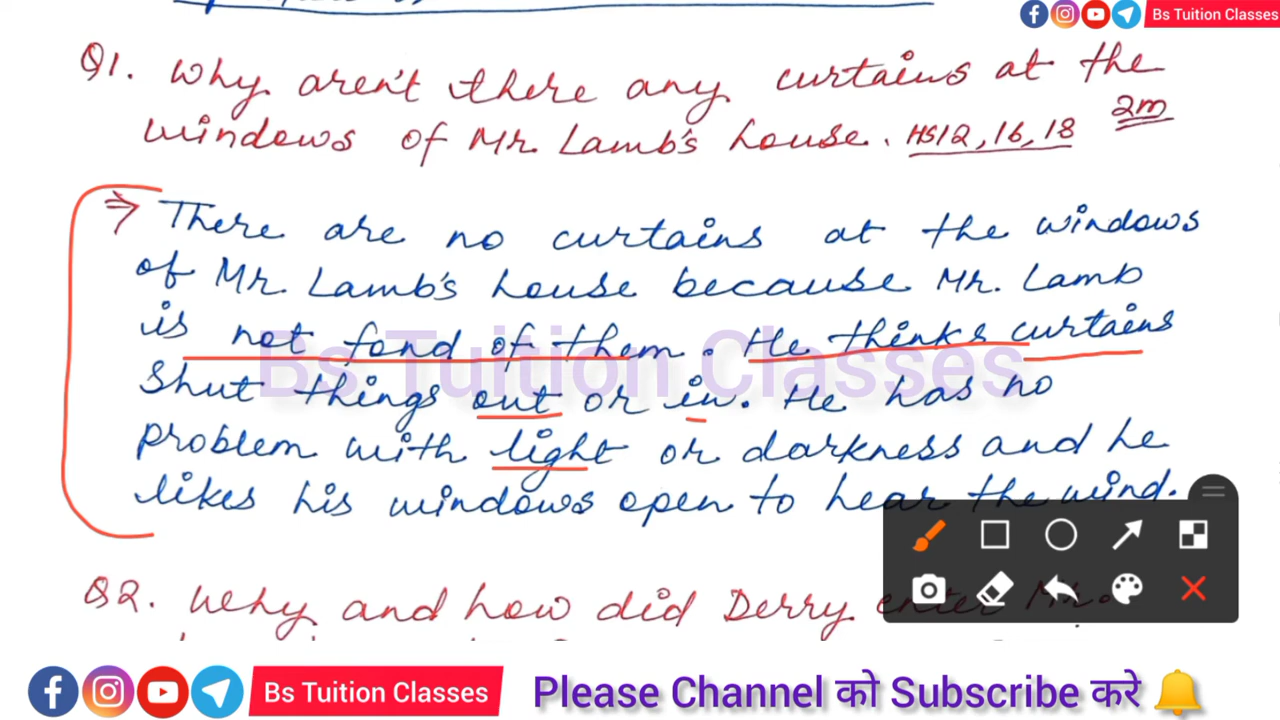 Bs Tuition Classes
Q1. Why aren't there any curtains at the
windows of Mr. Lamb's house. HS12, 16, 18 2m
⇒ There are no curtains at the windows
of Mr. Lamb's house because Mr. Lamb
is not fond of them. He thinks curtains
shut things out or in. He has no
problem with light or darkness and he
likes his windows open to hear the wind.
Bs Tuition Classes
Q2. Why and how did Derry enter Mr.
Bs Tuition Classes
Please Channel को Subscribe करे